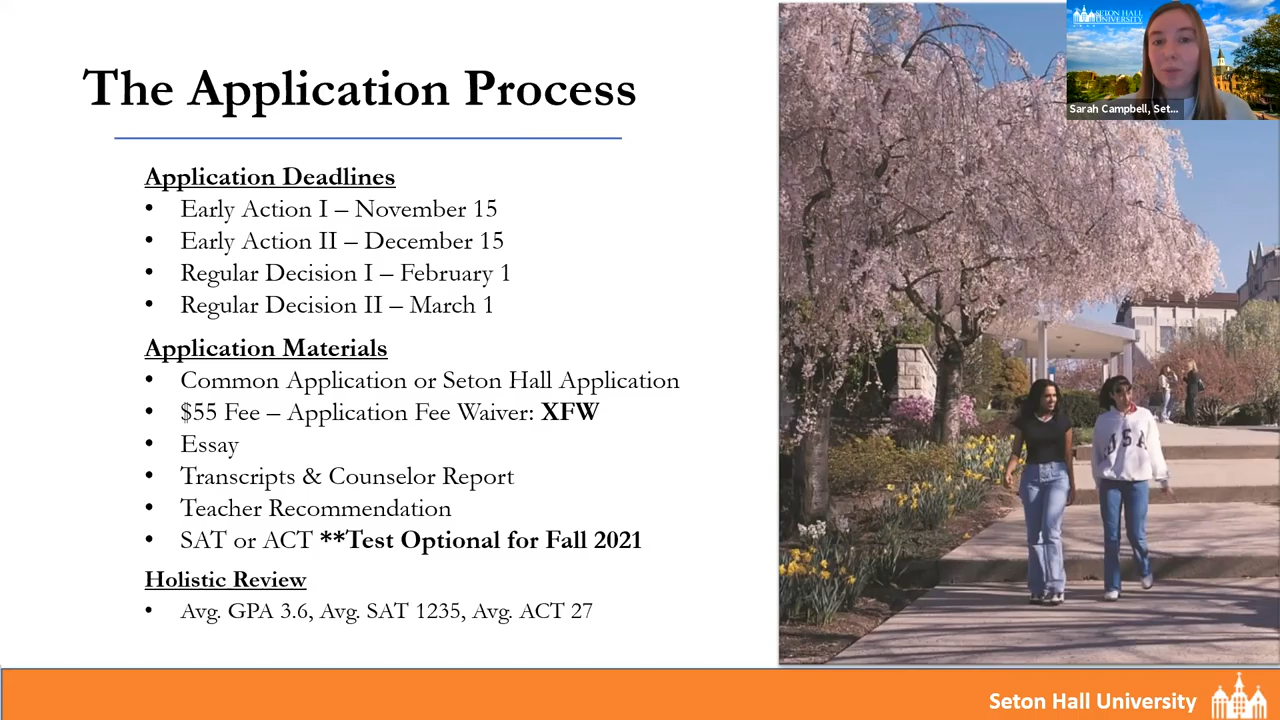 The Application Process
Application Deadlines
• Early Action I – November 15
• Early Action II – December 15
• Regular Decision I – February 1
• Regular Decision II – March 1
Application Materials
• Common Application or Seton Hall Application
• $55 Fee – Application Fee Waiver: XFW
• Essay
• Transcripts & Counselor Report
• Teacher Recommendation
• SAT or ACT **Test Optional for Fall 2021
Holistic Review
• Avg. GPA 3.6, Avg. SAT 1235, Avg. ACT 27
SETON HALL
UNIVERSITY
Sarah Campbell, Set...
Seton Hall University